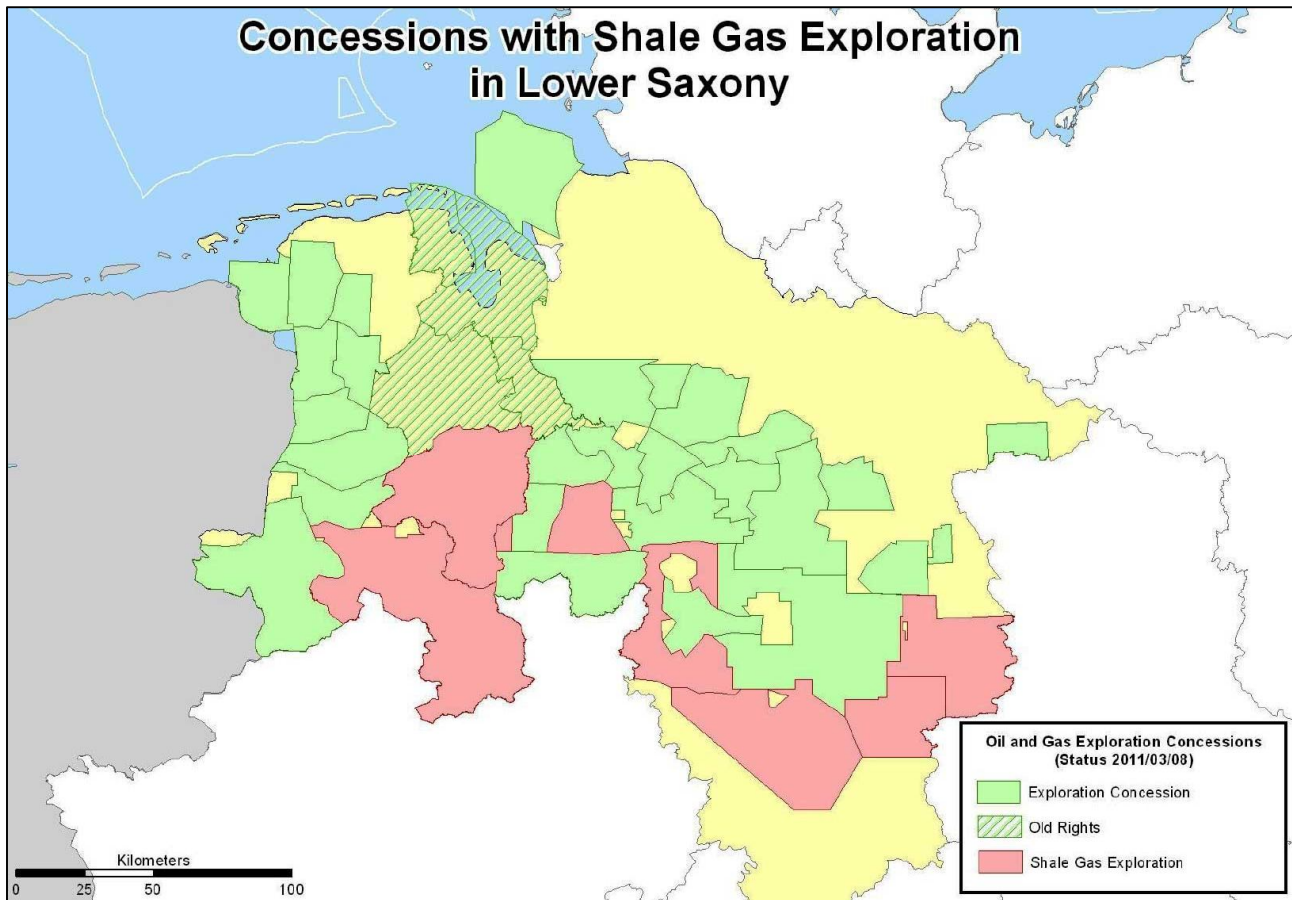 Concessions with Shale Gas Exploration
in Lower Saxony
Oil and Gas Exploration Concessions
(Status 2011/03/08)
Exploration Concession
Old Rights
Shale Gas Exploration
Kilometers
0 25 50 100